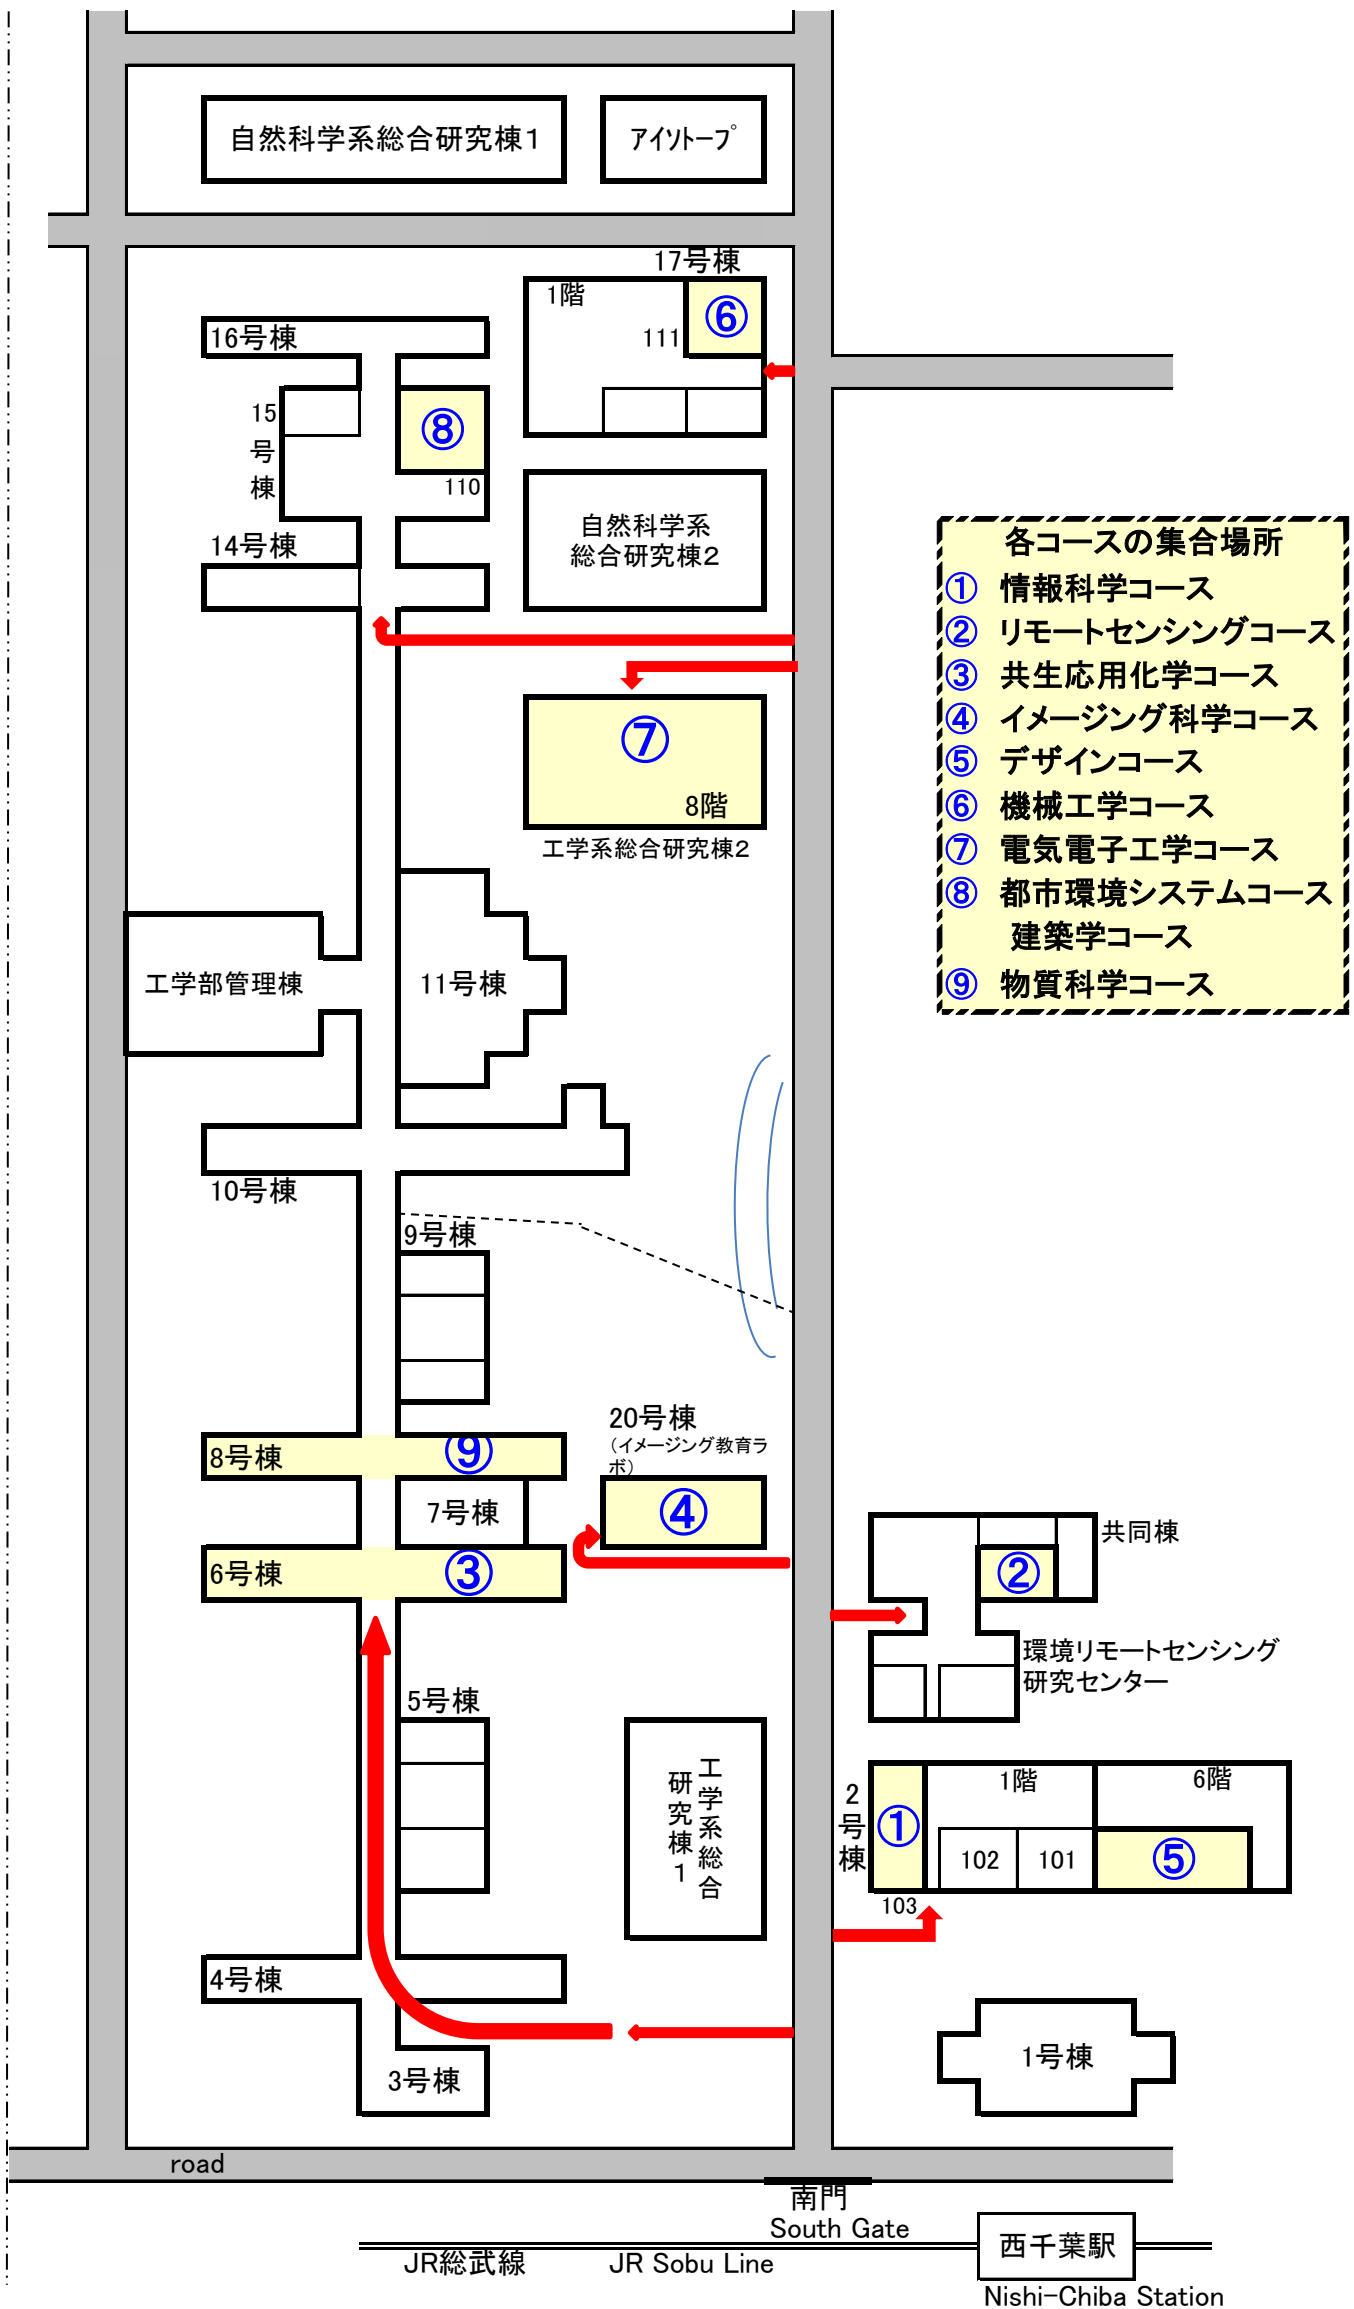 自然科学系総合研究棟1
アイソトープ
17号棟
1階
⑥
111
16号棟
15
号
棟
⑧
110
自然科学系
総合研究棟2
14号棟
各コースの集合場所
① 情報科学コース
② リモートセンシングコース
③ 共生応用化学コース
④ イメージング科学コース
⑤ デザインコース
⑥ 機械工学コース
⑦ 電気電子工学コース
⑧ 都市環境システムコース
建築学コース
⑨ 物質科学コース
⑦
8階
工学系総合研究棟2
工学部管理棟
11号棟
10号棟
9号棟
20号棟
(イメージング教育ラ
ボ)
8号棟
⑨
7号棟
④
6号棟
③
共同棟
②
環境リモートセンシング
研究センター
5号棟
工学系総合
研究棟1
2号棟
①
1階
6階
102
101
⑤
103
4号棟
3号棟
1号棟
road
南門
South Gate
西千葉駅
JR総武線
JR Sobu Line
Nishi-Chiba Station